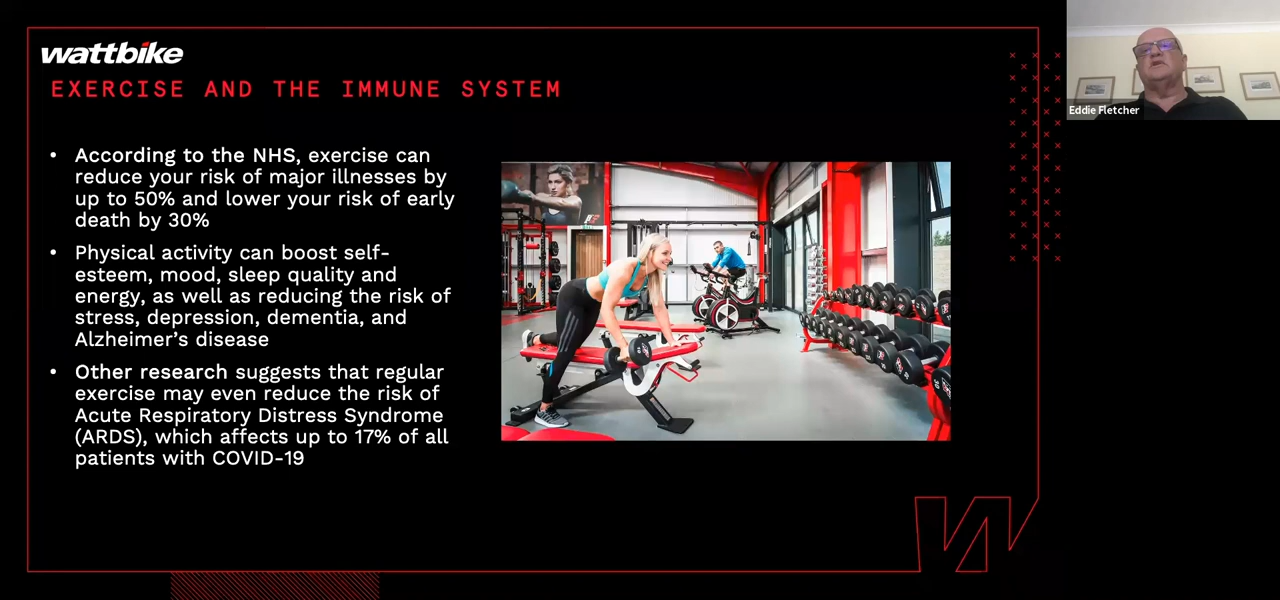 wattbike
EXERCISE AND THE IMMUNE SYSTEM
• According to the NHS, exercise can
reduce your risk of major illnesses by
up to 50% and lower your risk of early
death by 30%
• Physical activity can boost self-
esteem, mood, sleep quality and
energy, as well as reducing the risk of
stress, depression, dementia, and
Alzheimer’s disease
• Other research suggests that regular
exercise may even reduce the risk of
Acute Respiratory Distress Syndrome
(ARDS), which affects up to 17% of all
patients with COVID-19
Eddie Fletcher